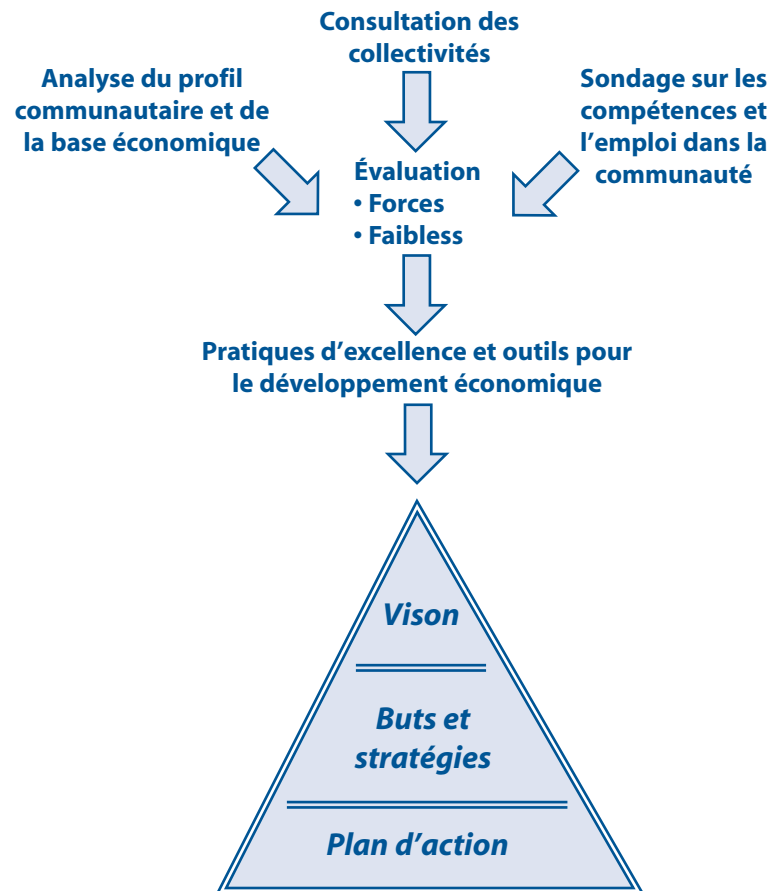 Consultation des
collectivités
Analyse du profil
communautaire et de
la base économique
Sondage sur les
compétences et
l’emploi dans la
communauté
Évaluation
• Forces
• Faibless
Pratiques d’excellence et outils pour
le développement économique
Vison
Buts et
stratégies
Plan d’action